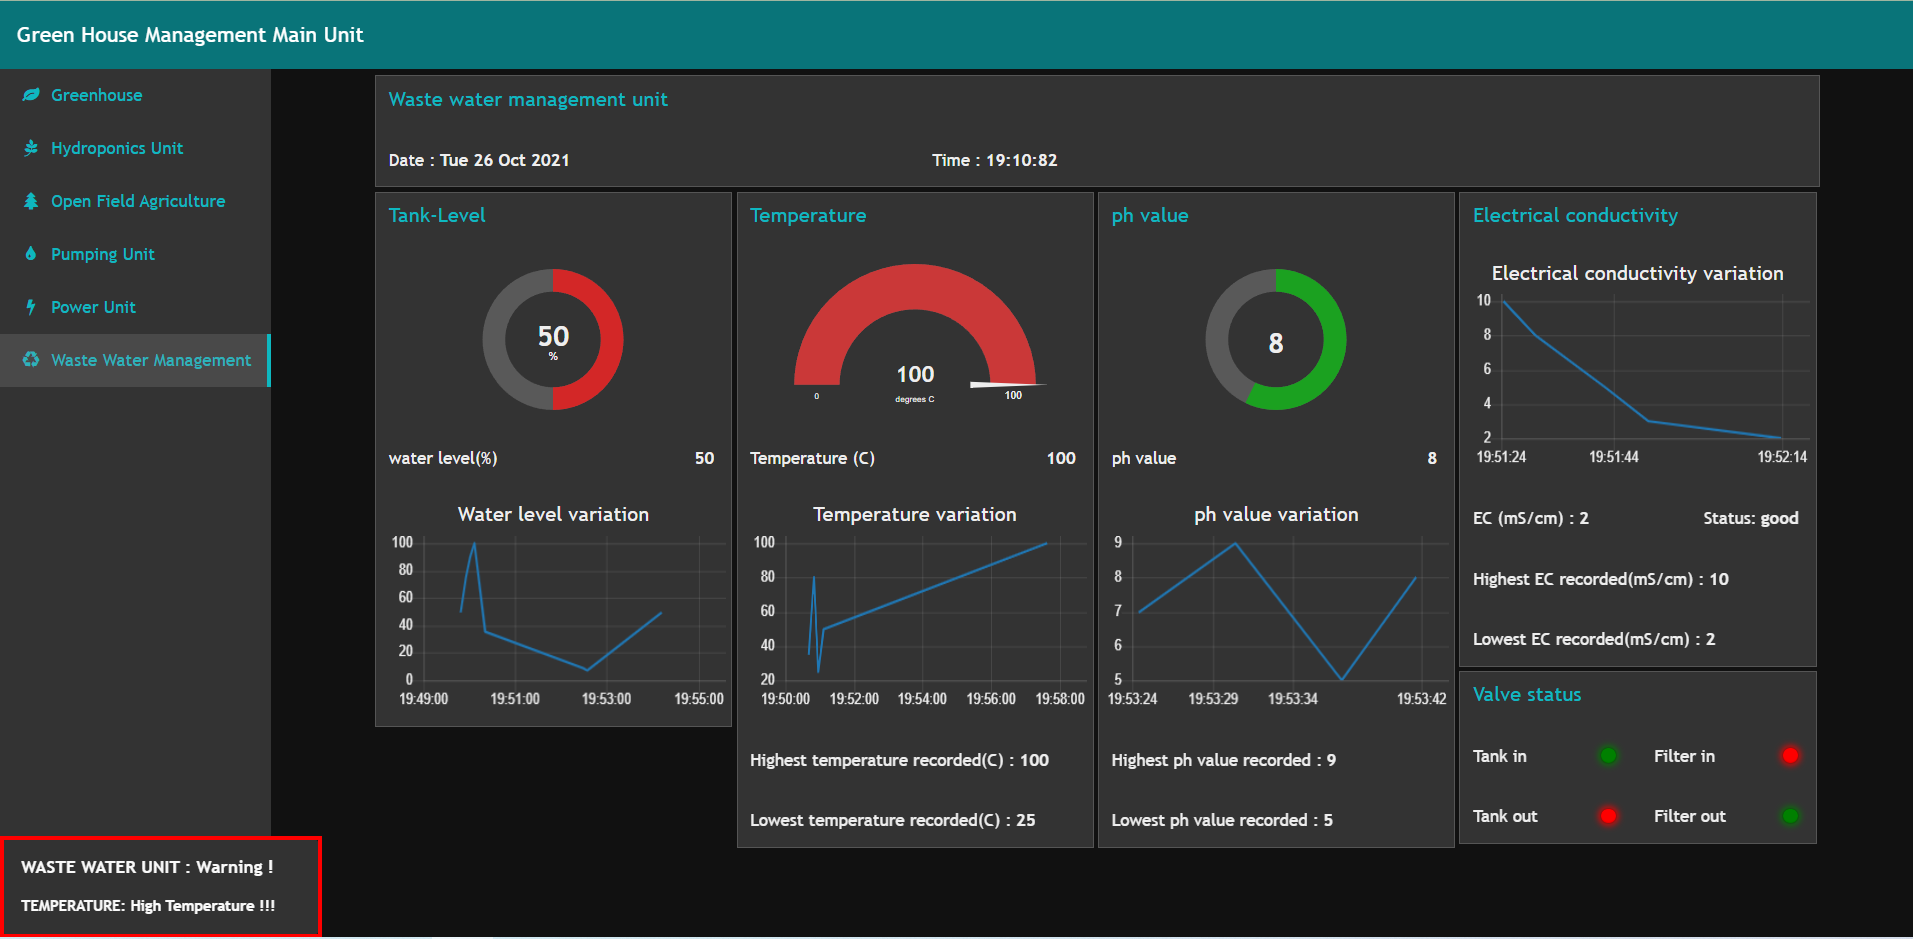 Green House Management Main Unit
Greenhouse
Hydroponics Unit
Open Field Agriculture
Pumping Unit
Power Unit
Waste Water Management
Waste water management unit
Date : Tue 26 Oct 2021
Time : 19:10:82
Tank-Level
50
%
water level(%)
50
Water level variation
100
80
60
40
20
0
19:49:00
19:51:00
19:53:00
19:55:00
Temperature
100
degrees C
0
100
Temperature (C)
100
Temperature variation
100
80
60
40
20
19:50:00
19:52:00
19:54:00
19:56:00
19:58:00
Highest temperature recorded(C) : 100
Lowest temperature recorded(C) : 25
ph value
8
ph value
8
ph value variation
9
8
7
6
5
19:53:24
19:53:29
19:53:34
19:53:42
Highest ph value recorded : 9
Lowest ph value recorded : 5
Electrical conductivity
Electrical conductivity variation
10
8
6
4
2
19:51:24
19:51:44
19:52:14
EC (mS/cm) : 2
Status: good
Highest EC recorded(mS/cm) : 10
Lowest EC recorded(mS/cm) : 2
Valve status
Tank in
Filter in
Tank out
Filter out
WASTE WATER UNIT : Warning !
TEMPERATURE: High Temperature !!!